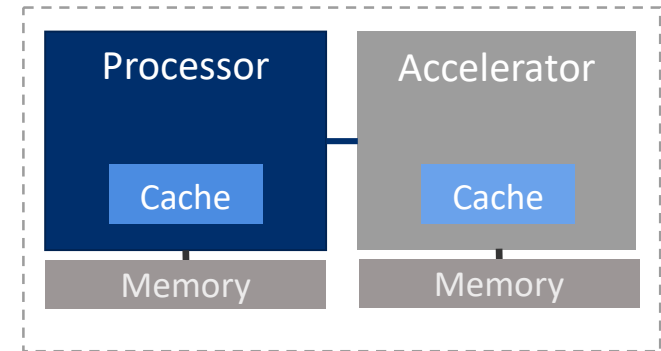 Processor
Accelerator
Cache
Cache
Memory
Memory